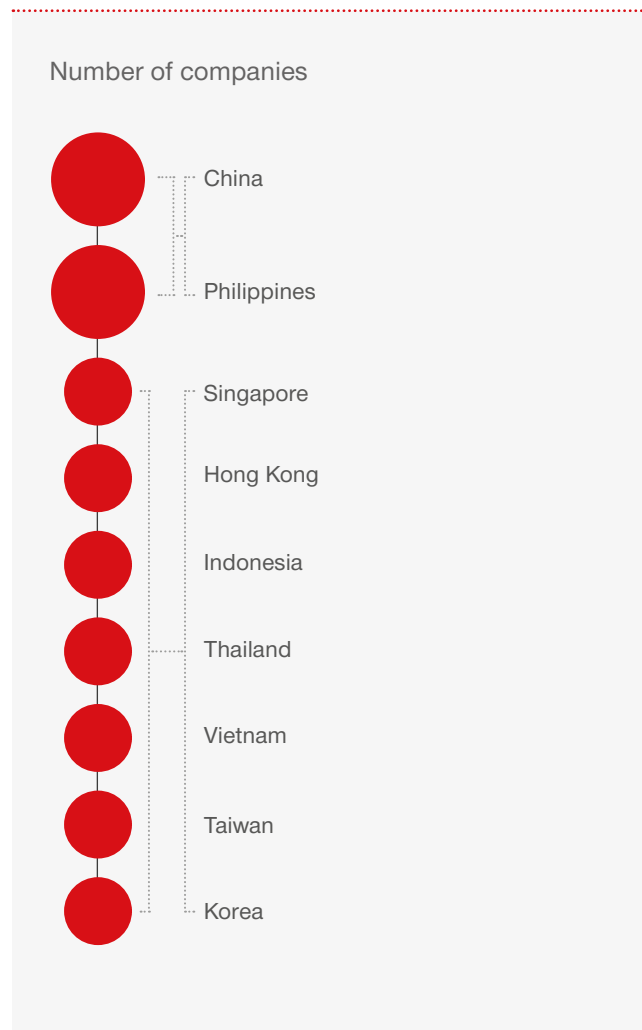 Number of companies
China
Philippines
Singapore
Hong Kong
Indonesia
Thailand
Vietnam
Taiwan
Korea